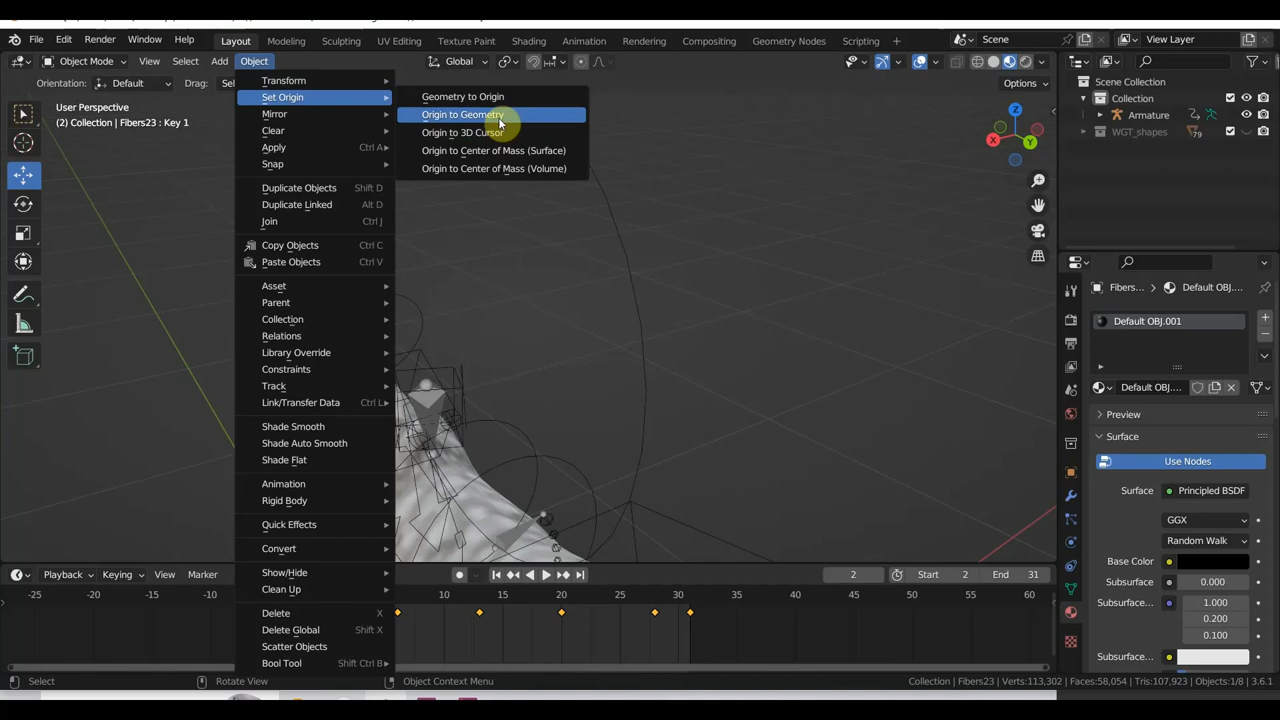 File Edit Render Window Help Layout Modeling Sculpting UV Editing Texture Paint Shading Animation Rendering Compositing Geometry Nodes Scripting + Scene View Layer
Object Mode View Select Add Object Global
Orientation: Default Drag: Sel Options
User Perspective
(2) Collection | Fibers23 : Key 1
Transform
Set Origin
Mirror
Clear
Apply Ctrl A
Snap
Duplicate Objects Shift D
Duplicate Linked Alt D
Join Ctrl J
Copy Objects Ctrl C
Paste Objects Ctrl V
Asset
Parent
Collection
Relations
Library Override
Constraints
Track
Link/Transfer Data Ctrl L
Shade Smooth
Shade Auto Smooth
Shade Flat
Animation
Rigid Body
Quick Effects
Convert
Show/Hide
Clean Up
Delete X
Delete Global Shift X
Scatter Objects
Bool Tool Shift Ctrl B
Geometry to Origin
Origin to Geometry
Origin to 3D Cursor
Origin to Center of Mass (Surface)
Origin to Center of Mass (Volume)
X
Z
Scene Collection
Collection
Armature
WGT_shapes 79
Fibers... Default OBJ....
Default OBJ.001
Default OBJ....
Preview
Surface
Use Nodes
Surface Principled BSDF
GGX
Random Walk
Base Color
Subsurface 0.000
Subsurface... 1.000
0.200
0.100
Subsurface...
Playback Keying View Marker 2 Start 2 End 31
-25 -20 -15 -10 10 15 20 25 30 35 40 45 50 55 60
Select Rotate View Object Context Menu Collection | Fibers23 | Verts:113,302 | Faces:58,054 | Tris:107,923 | Objects:1/8 | 3.6.1